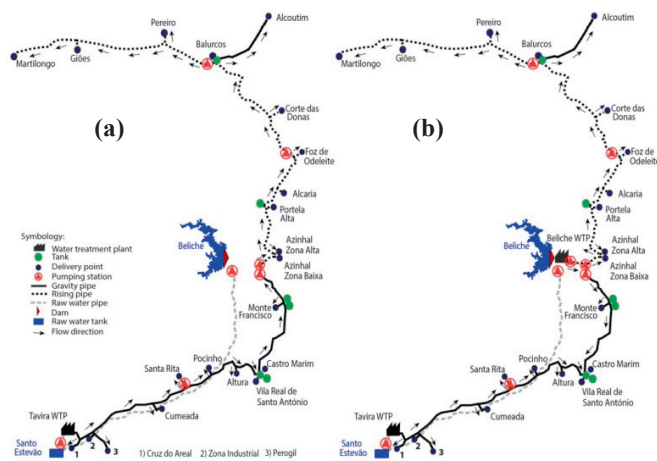 Alcoutim
Pereiro
Balurcos
Martilongo
Giões
Corte das
Donas
(a)
Foz de
Odeleite
Alcaria
Portela
Alta
Symbology:
Water treatment plant
Tank
Delivery point
Pumping station
Gravity pipe
Rising pipe
Raw water pipe
Dam
Raw water tank
Flow direction
Beliche
Azinhal
Zona Alta
Azinhal
Zona Baixa
Monte
Francisco
Santa Rita
Pocinho
Castro Marim
Altura
Vila Real de
Santo António
Tavira WTP
Cumeada
Santo
Estevão
1
2
3
1) Cruz do Areal 2) Zona Industrial 3) Perogil
Alcoutim
Pereiro
Balurcos
Martilongo
Giões
Corte das
Donas
(b)
Foz de
Odeleite
Alcaria
Portela
Alta
Beliche WTP
Beliche
Azinhal
Zona Alta
Azinhal
Zona Baixa
Monte
Francisco
Santa Rita
Pocinho
Castro Marim
Altura
Vila Real de
Santo António
Tavira WTP
Cumeada
Santo
Estevão
1
2
3